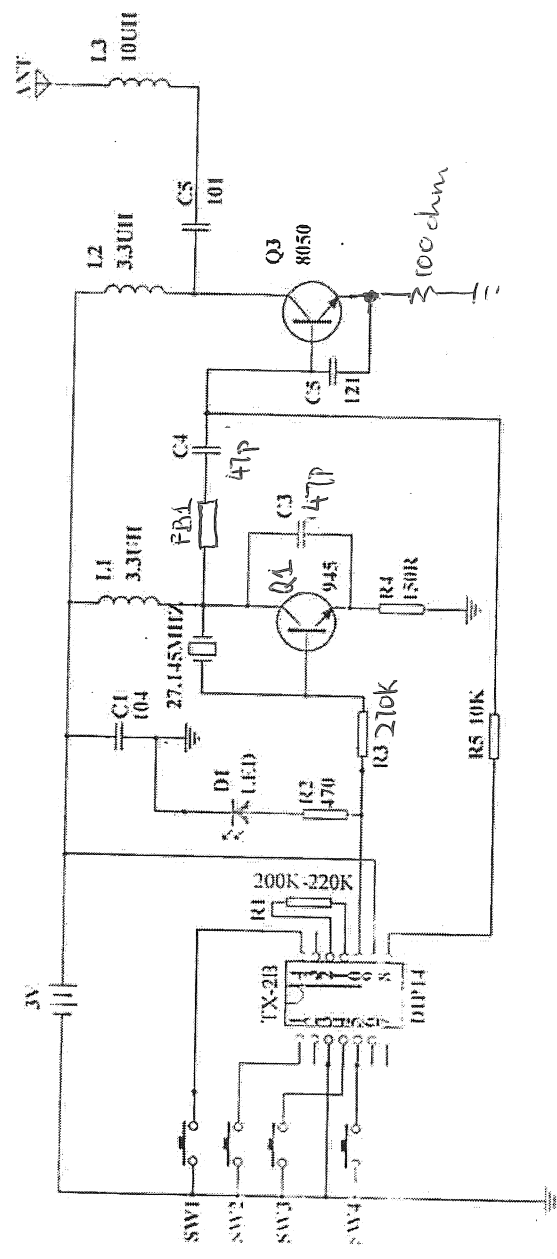 ANT
L3
10UH
C5
101
L2
3.3UH
Q3
8050
100 ohm
C5
121
C4
47p
FB1
L1
3.3UH
C3
47p
Q1
945
R4
150R
27.145MHZ
C1
104
R3
270K
D1
LED
R2
470
R5 10K
200K-220K
R1
3V
TX-2B
DIP14
SW1
SW2
SW3
SW4